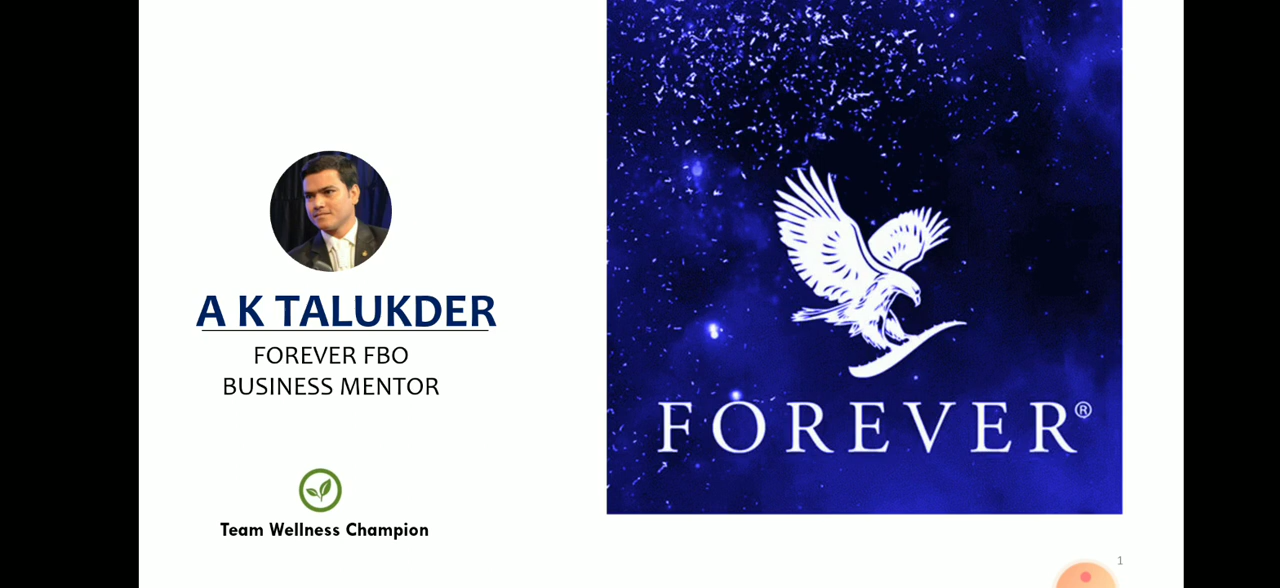 A K TALUKDER
FOREVER FBO
BUSINESS MENTOR
Team Wellness Champion
FOREVER®
1